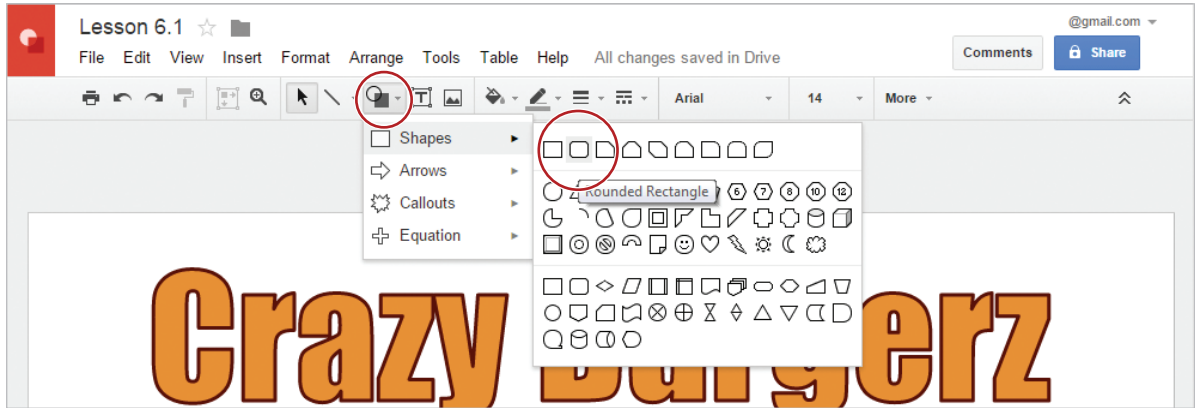 Lesson 6.1
@gmail.com
File Edit View Insert Format Arrange Tools Table Help All changes saved in Drive
Comments
Share
Arial 14 More
Shapes
Arrows
Callouts
Equation
Rounded Rectangle
6 7 8 10 12
Crazy Burgerz